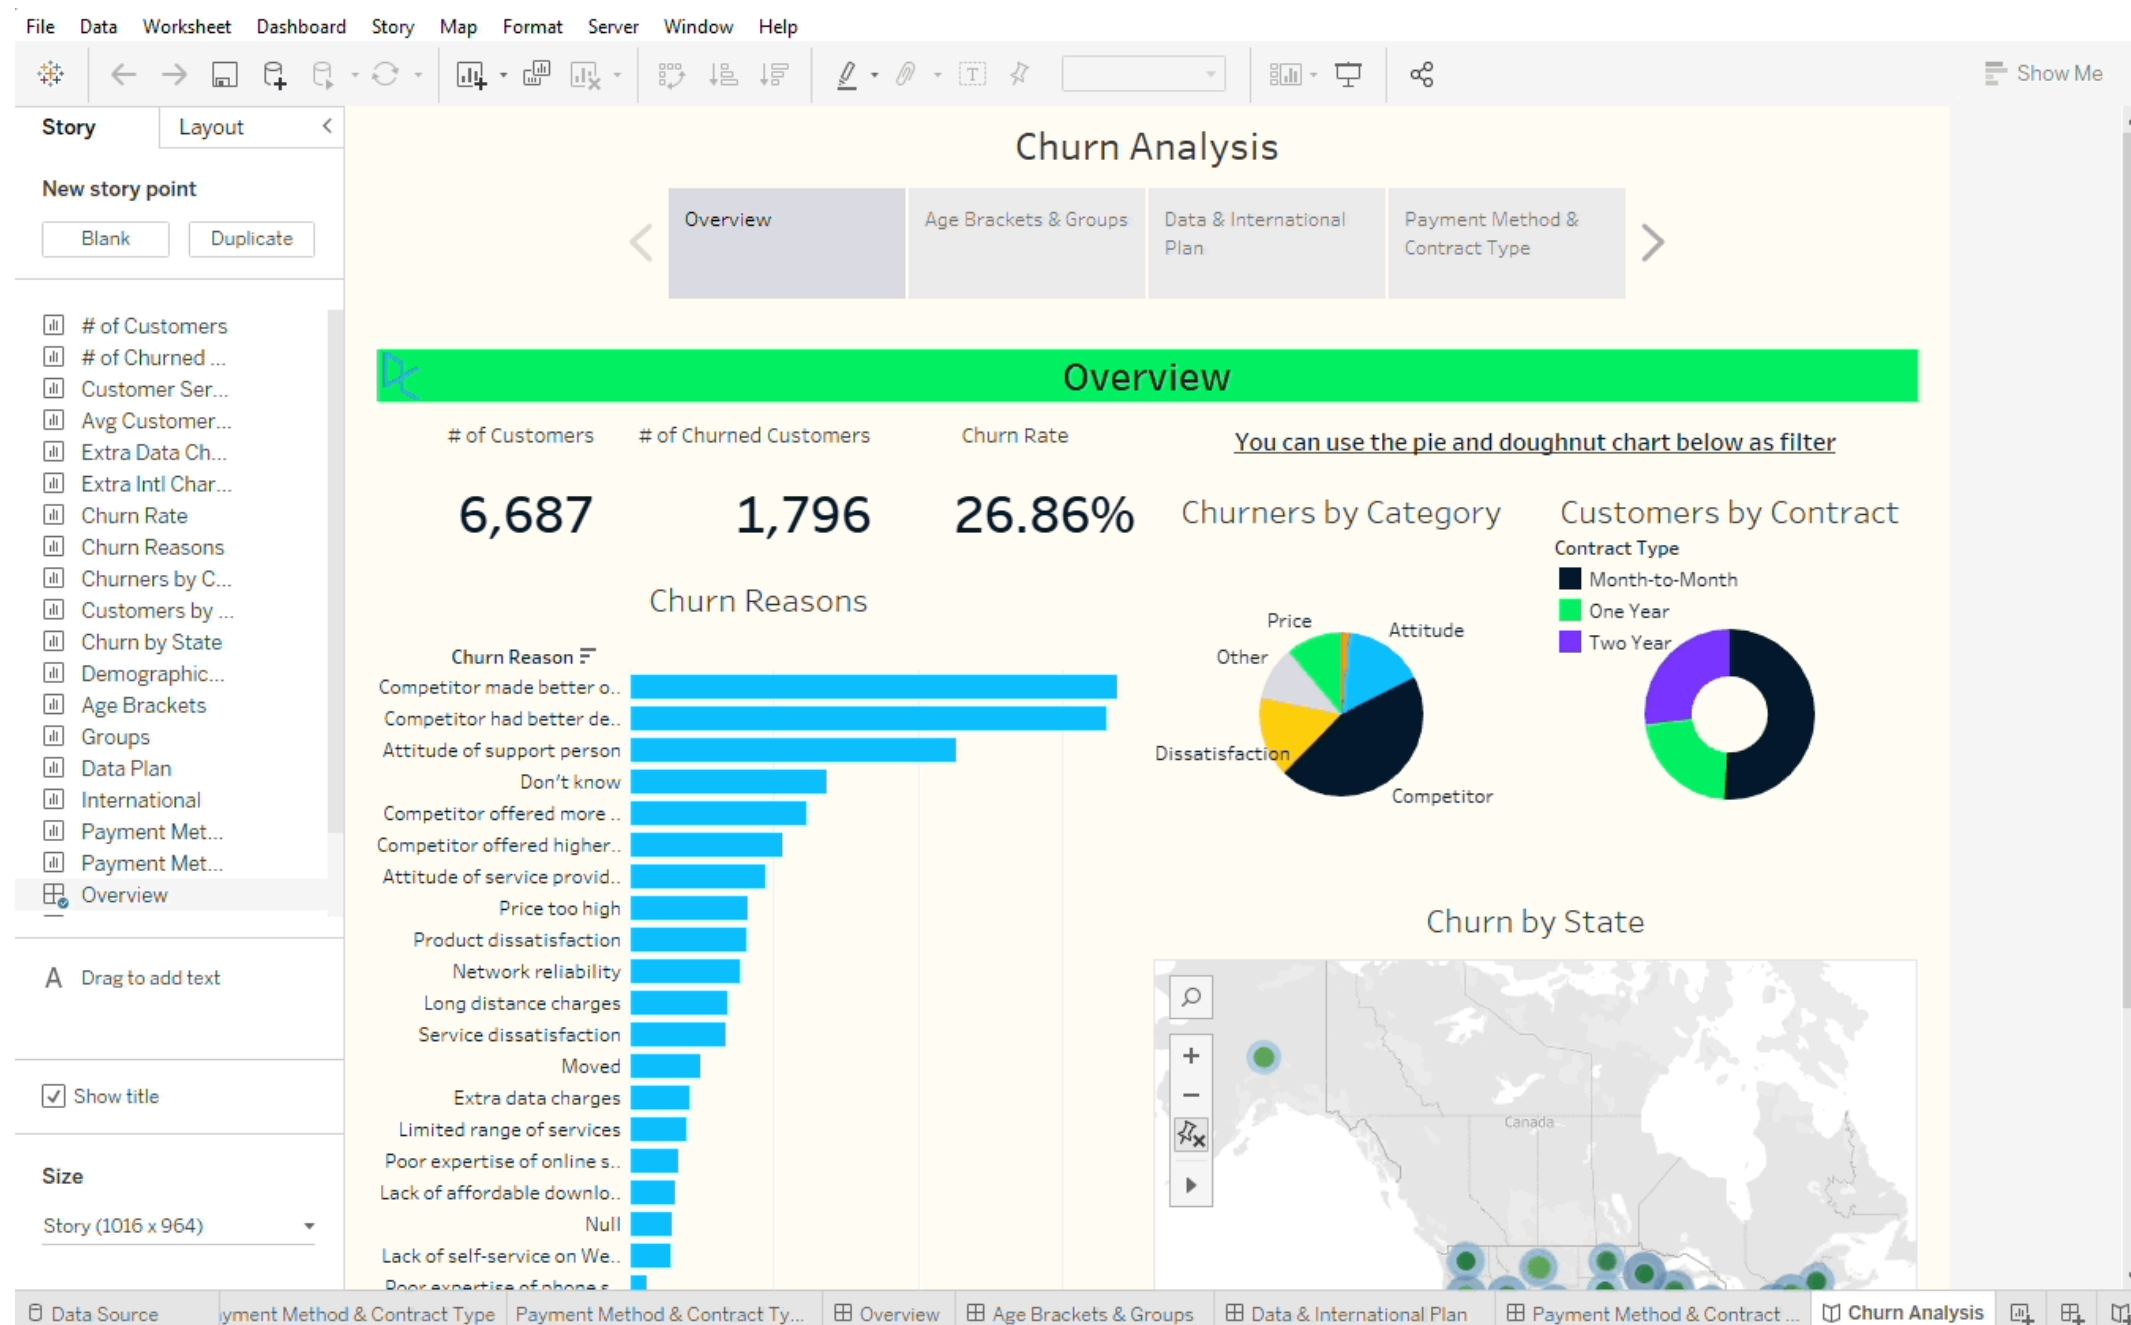 File Data Worksheet Dashboard Story Map Format Server Window Help
Show Me
Story Layout
New story point
Blank Duplicate
# of Customers
# of Churned ...
Customer Ser...
Avg Customer...
Extra Data Ch...
Extra Intl Char...
Churn Rate
Churn Reasons
Churners by C...
Customers by ...
Churn by State
Demographic...
Age Brackets
Groups
Data Plan
International
Payment Met...
Payment Met...
Overview
A Drag to add text
Show title
Size
Story (1016 x 964)
Churn Analysis
Overview
Age Brackets & Groups
Data & International
Plan
Payment Method &
Contract Type
Overview
# of Customers
6,687
# of Churned Customers
1,796
Churn Rate
26.86%
You can use the pie and doughnut chart below as filter
Churn Reasons
Churn Reason
Competitor made better o..
Competitor had better de..
Attitude of support person
Don't know
Competitor offered more ..
Competitor offered higher..
Attitude of service provid..
Price too high
Product dissatisfaction
Network reliability
Long distance charges
Service dissatisfaction
Moved
Extra data charges
Limited range of services
Poor expertise of online s..
Lack of affordable downlo..
Null
Lack of self-service on We..
Poor expertise of phone s..
Churners by Category
Price
Attitude
Other
Dissatisfaction
Competitor
Customers by Contract
Contract Type
Month-to-Month
One Year
Two Year
Churn by State
Canada
Data Source
yment Method & Contract Type
Payment Method & Contract Ty...
Overview
Age Brackets & Groups
Data & International Plan
Payment Method & Contract ...
Churn Analysis